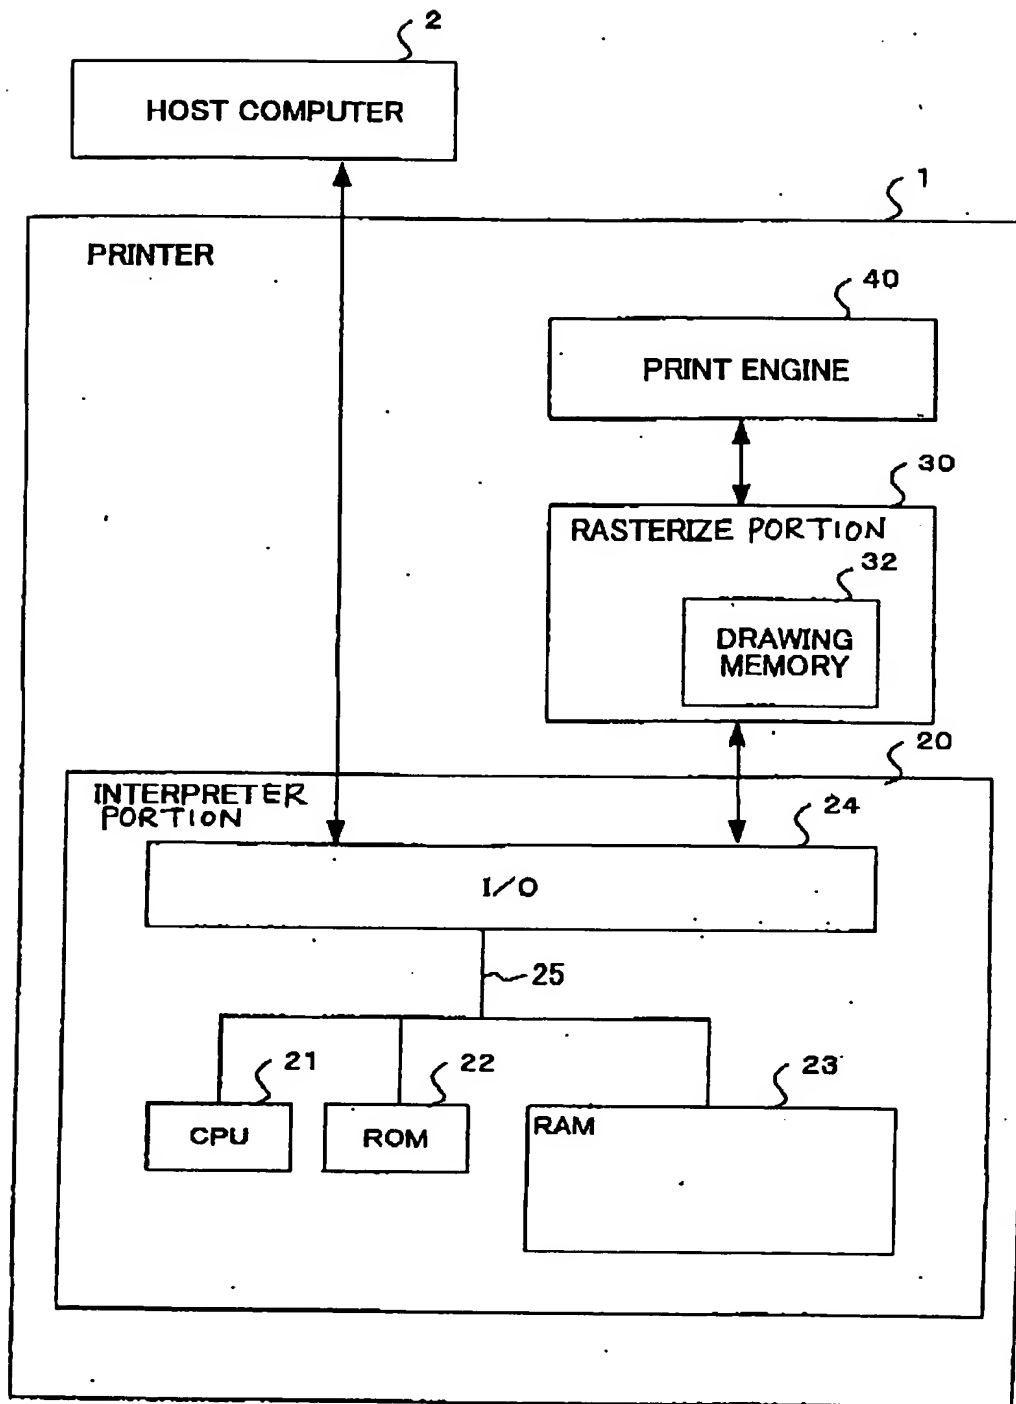 2
HOST COMPUTER
1
PRINTER
40
PRINT ENGINE
30
RASTERIZE PORTION
32
DRAWING
MEMORY
20
INTERPRETER
PORTION
24
I/O
25
21
22
23
CPU
ROM
RAM